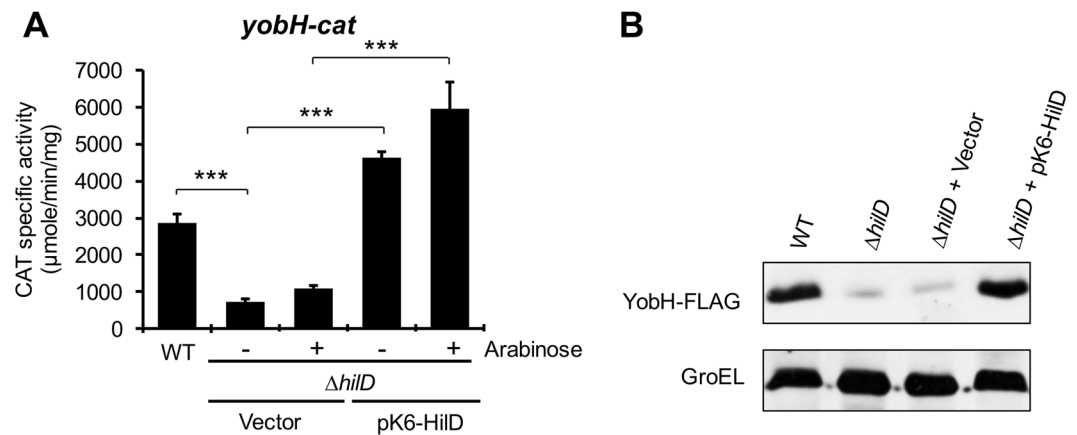 A
yobH-cat
***
***
***
CAT specific activity
(µmole/min/mg)
7000
6000
5000
4000
3000
2000
1000
0
WT - + - + Arabinose
ΔhilD
Vector pK6-HilD
B
WT
ΔhilD
ΔhilD + Vector
ΔhilD + pK6-HilD
YobH-FLAG
GroEL